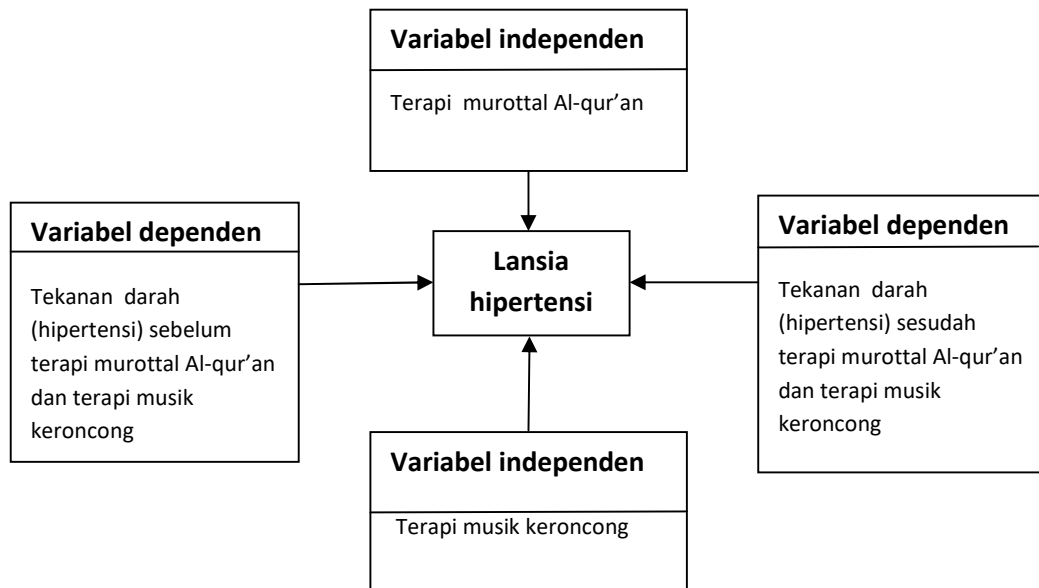 Variabel independen
Terapi murottal Al-qur’an
Variabel dependen
Tekanan darah
(hipertensi) sebelum
terapi murottal Al-qur’an
dan terapi musik
keroncong
Lansia
hipertensi
Variabel dependen
Tekanan darah
(hipertensi) sesudah
terapi murottal Al-qur’an
dan terapi musik
keroncong
Variabel independen
Terapi musik keroncong